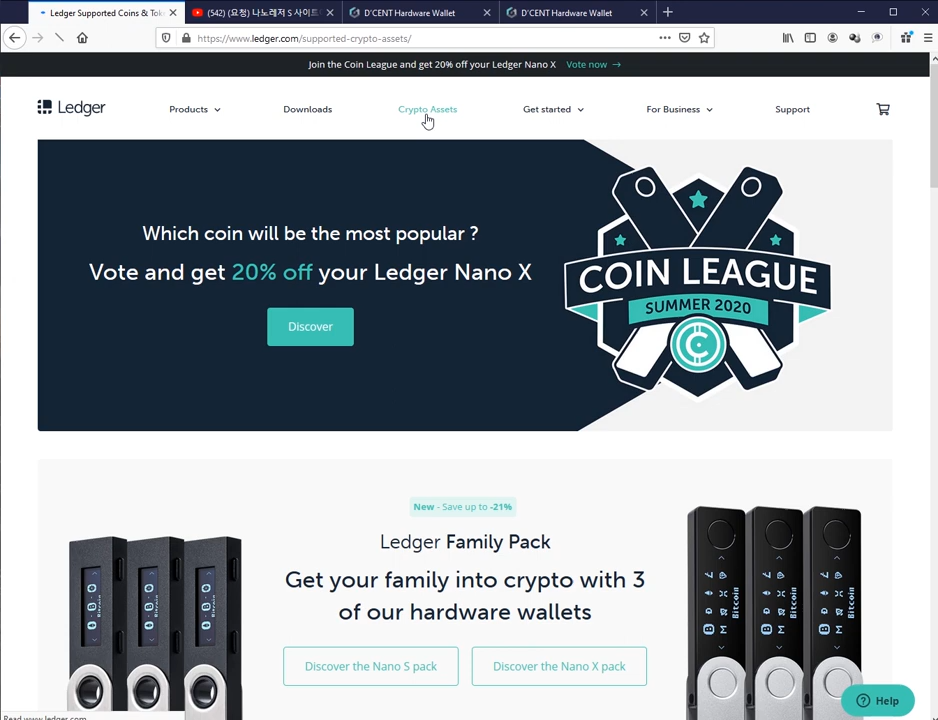 Ledger Supported Coins & Toke
(542) (요청) 나노레저 S 사이트
D'CENT Hardware Wallet
D'CENT Hardware Wallet
https://www.ledger.com/supported-crypto-assets/
Join the Coin League and get 20% off your Ledger Nano X Vote now →
Ledger
Products
Downloads
Crypto Assets
Get started
For Business
Support
Which coin will be the most popular ?
Vote and get 20% off your Ledger Nano X
Discover
COIN LEAGUE
SUMMER 2020
New - Save up to -21%
Ledger Family Pack
Get your family into crypto with 3
of our hardware wallets
Discover the Nano S pack
Discover the Nano X pack
Bitcoin
Bitcoin
Bitcoin
Bitcoin
Bitcoin
Bitcoin
Help
Read www.ledger.com